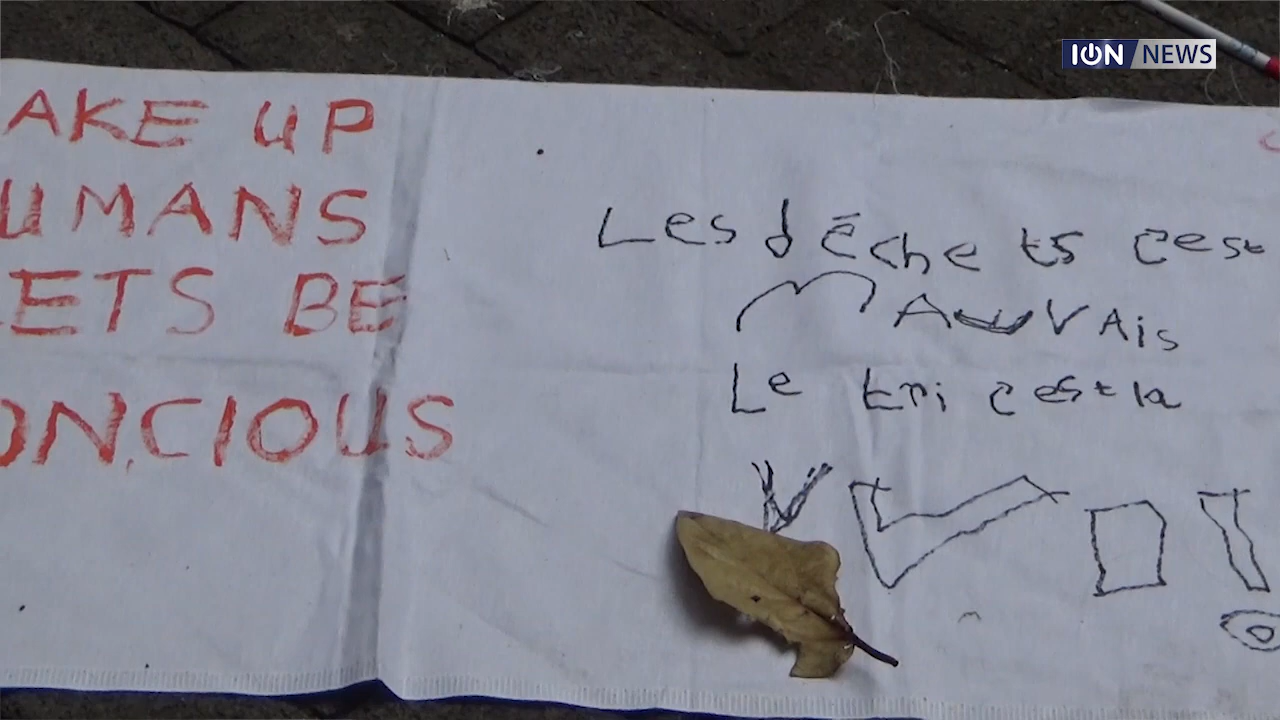 ION NEWS
AKE UP
UMANS
ETS BE
ONCIOUS
Les déchets c'est
MAUVAis
Le tri c'est la